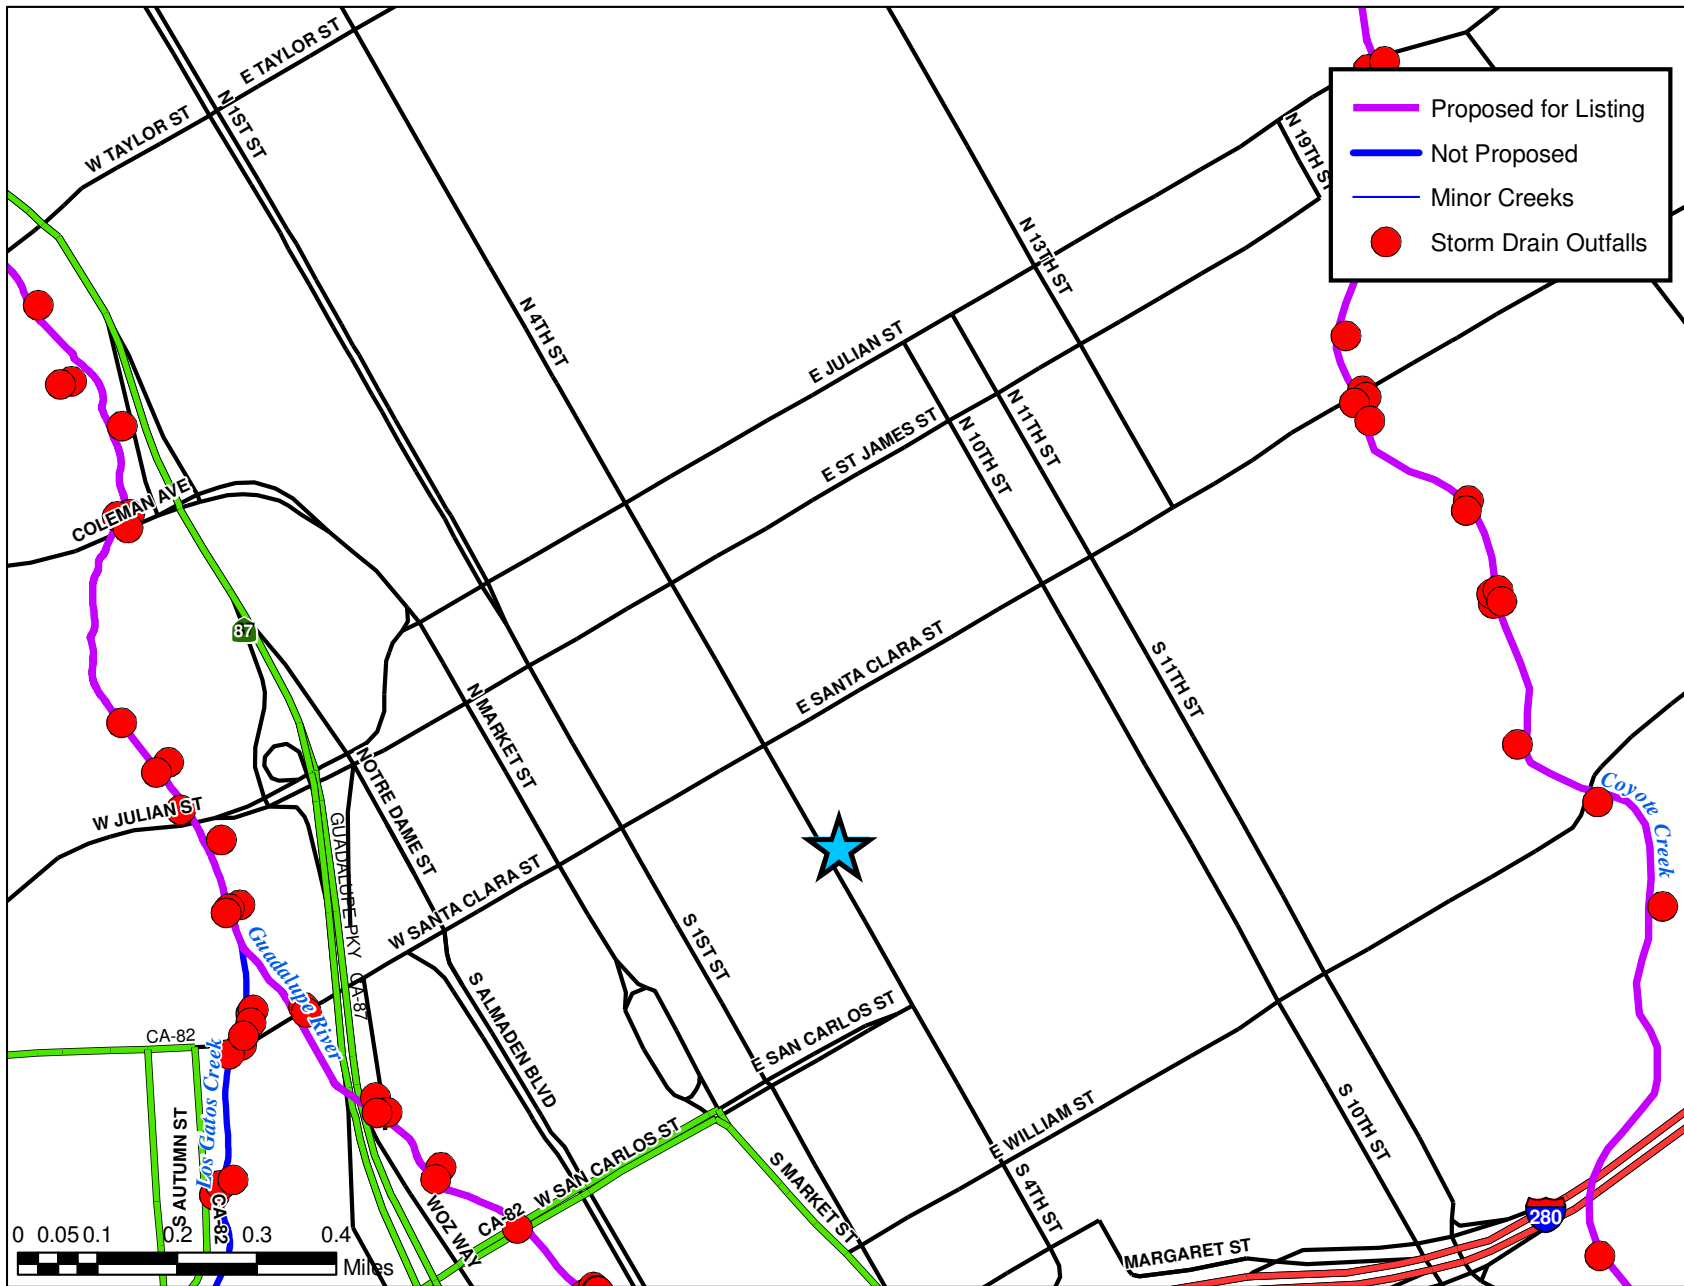 E TAYLOR ST
W TAYLOR ST
N 1ST ST
N 4TH ST
N 13TH ST
N 19TH ST
Proposed for Listing
Not Proposed
Minor Creeks
Storm Drain Outfalls
E JULIAN ST
E ST JAMES ST
N 10TH ST
N 11TH ST
COLEMAN AVE
87
E SANTA CLARA ST
S 11TH ST
N MARKET ST
NOTRE DAME ST
W JULIAN ST
GUADALUPE PKY
CA-87
W SANTA CLARA ST
Coyote Creek
Guadalupe River
S 1ST ST
S ALMADEN BLVD
E SAN CARLOS ST
CA-82
Los Gatos Creek
S AUTUMN ST
CA-82
W SAN CARLOS ST
CA-82
WOZ WAY
S MARKET ST
E WILLIAM ST
S 4TH ST
S 10TH ST
MARGARET ST
280
0 0.05 0.1 0.2 0.3 0.4
Miles